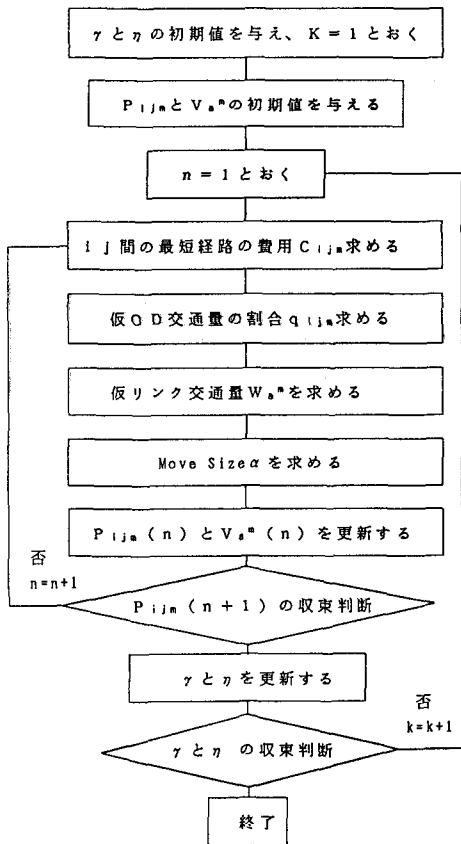 γとηの初期値を与え、K=1とおく
PijmとVaᵐの初期値を与える
n=1とおく
ij間の最短経路の費用Cijm求める
仮OD交通量の割合qijm求める
仮リンク交通量Waᵐを求める
Move Sizeαを求める
Pijm(n)とVaᵐ(n)を更新する
否
n=n+1
Pijm(n+1)の収束判断
γとηを更新する
否
k=k+1
γとη の収束判断
終了